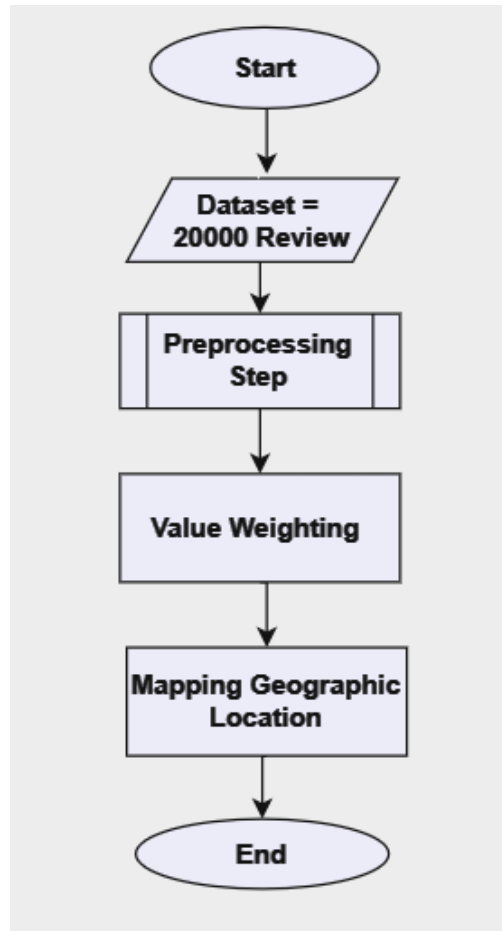 Start
Dataset =
20000 Review
Preprocessing
Step
Value Weighting
Mapping Geographic
Location
End